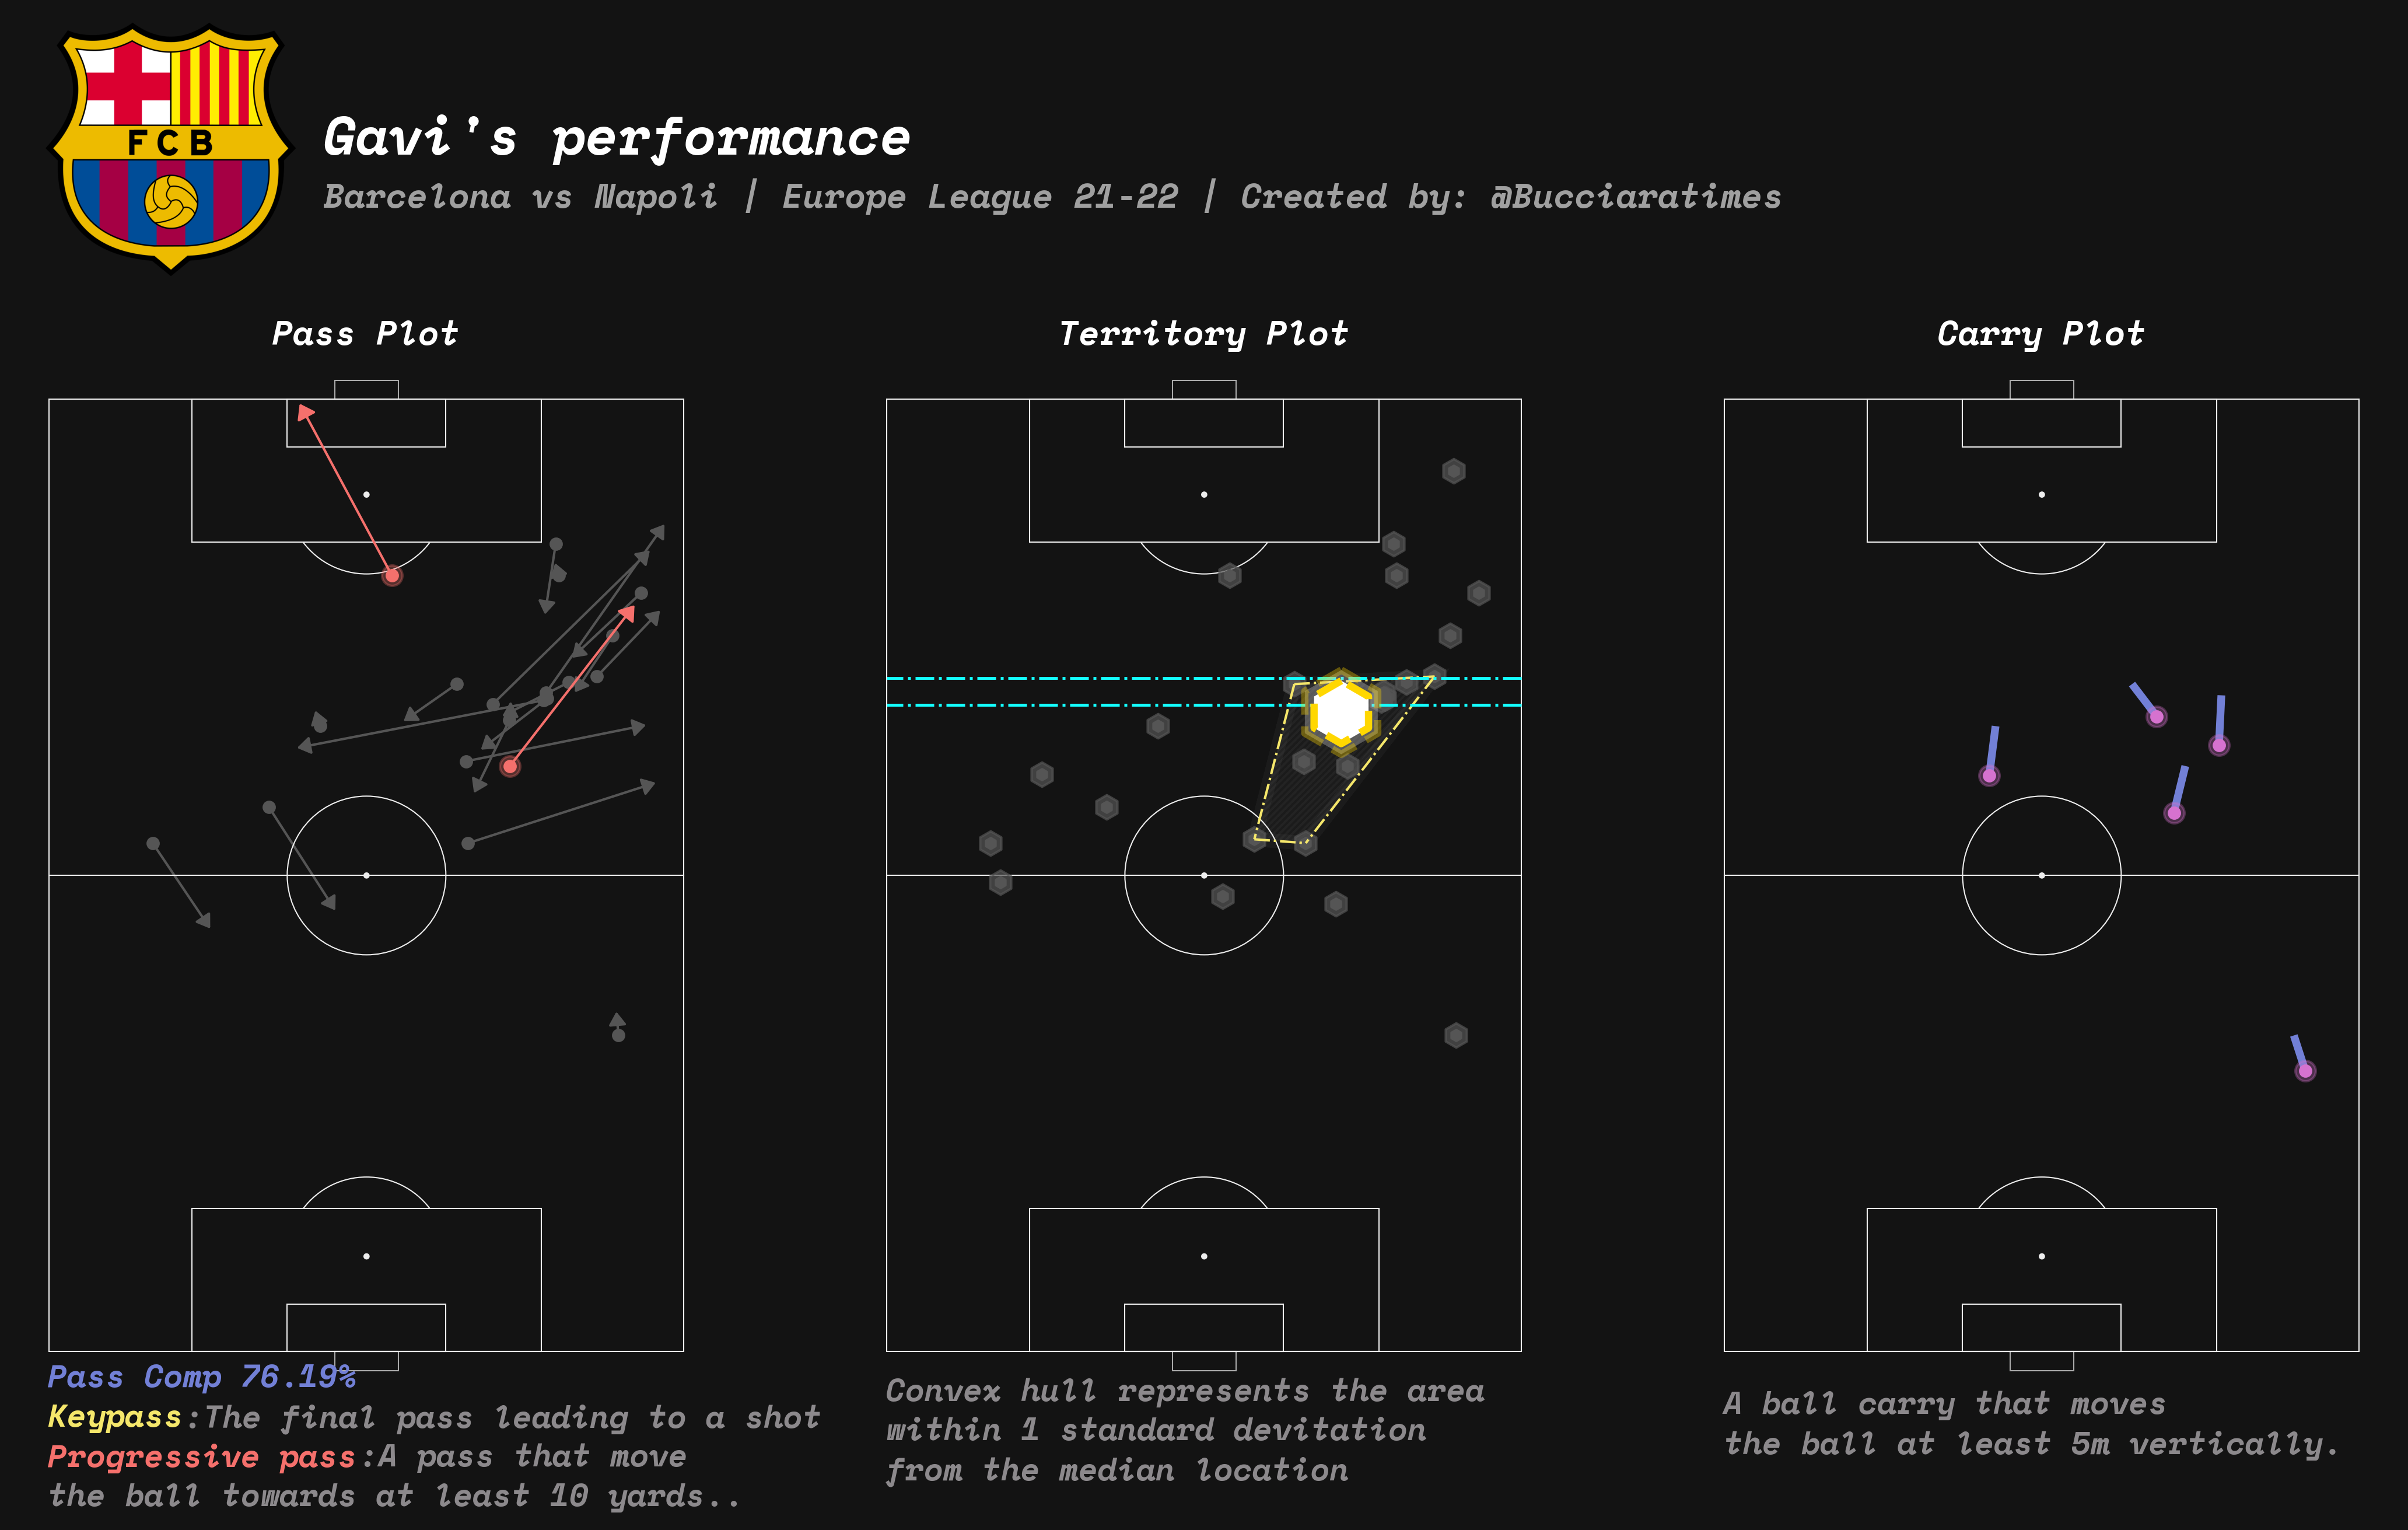 FCB
Gavi's performance
Barcelona vs Napoli | Europe League 21-22 | Created by: @Bucciaratimes
Pass Plot
Territory Plot
Carry Plot
Pass Comp 76.19%
Keypass:The final pass leading to a shot
Progressive pass:A pass that move
the ball towards at least 10 yards..
Convex hull represents the area
within 1 standard devitation
from the median location
A ball carry that moves
the ball at least 5m vertically.